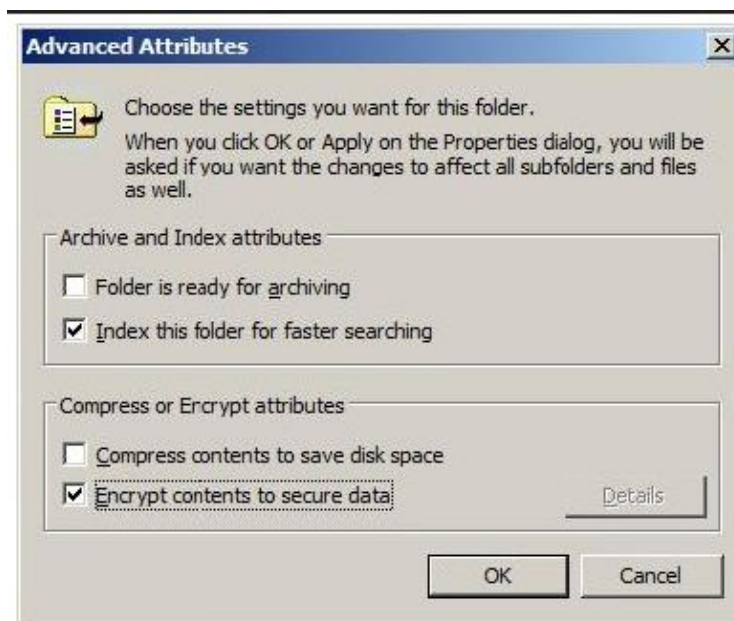 Advanced Attributes
Choose the settings you want for this folder.
When you click OK or Apply on the Properties dialog, you will be
asked if you want the changes to affect all subfolders and files
as well.
Archive and Index attributes
Folder is ready for archiving
Index this folder for faster searching
Compress or Encrypt attributes
Compress contents to save disk space
Encrypt contents to secure data
Details
OK
Cancel